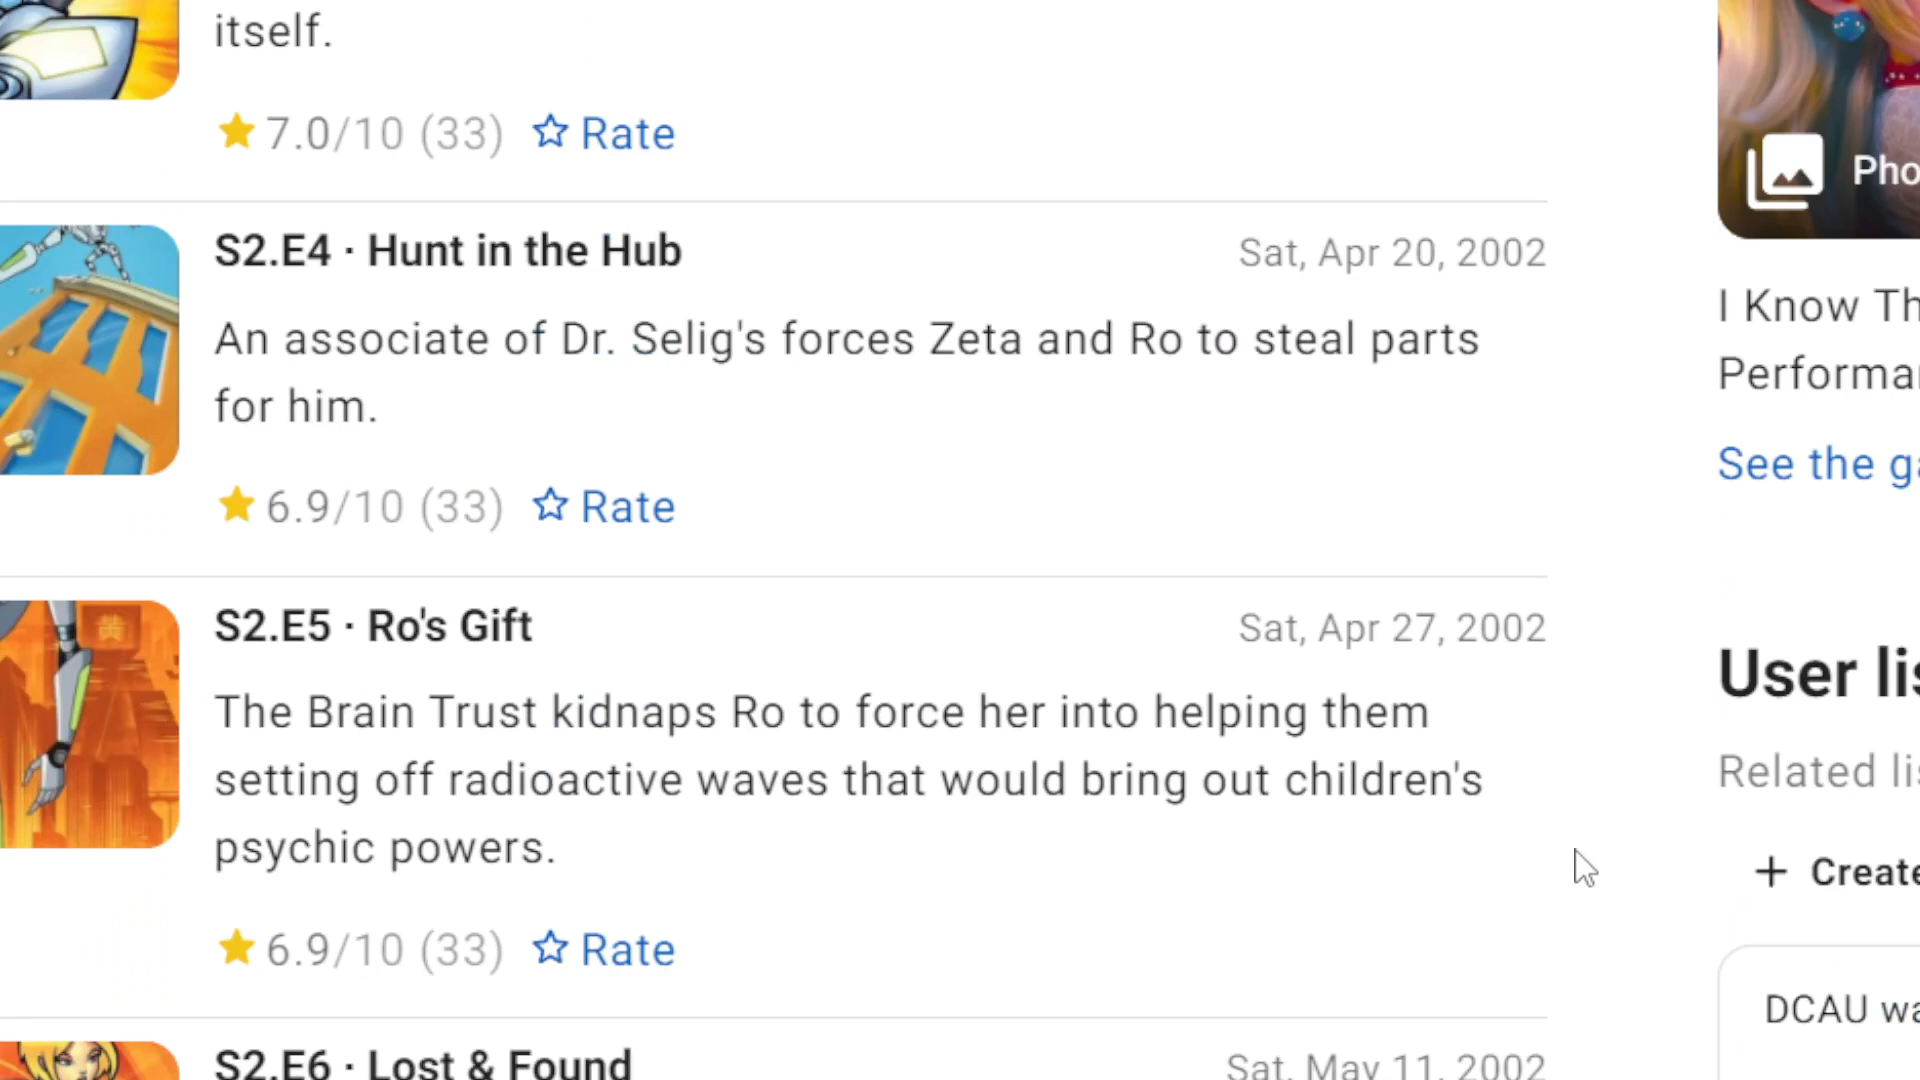 itself.
7.0/10 (33) Rate
S2.E4 · Hunt in the Hub
Sat, Apr 20, 2002
An associate of Dr. Selig's forces Zeta and Ro to steal parts
for him.
6.9/10 (33) Rate
S2.E5 · Ro's Gift
Sat, Apr 27, 2002
The Brain Trust kidnaps Ro to force her into helping them
setting off radioactive waves that would bring out children's
psychic powers.
6.9/10 (33) Rate
S2.E6 · Lost & Found
Sat, May 11, 2002
Pho
I Know Th
Performa
See the ga
User lis
Related lis
+ Create
DCAU wa